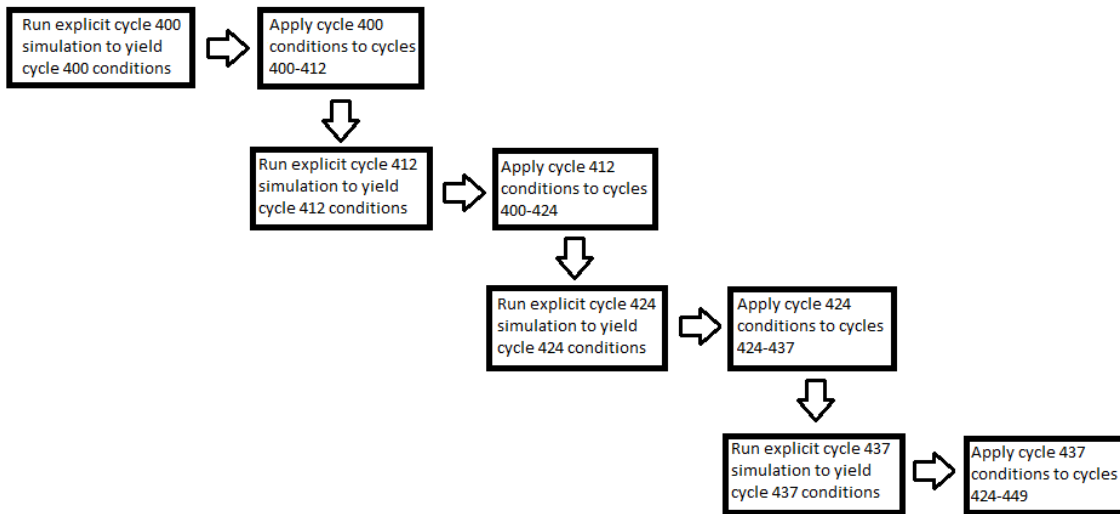 Run explicit cycle 400
simulation to yield
cycle 400 conditions
Apply cycle 400
conditions to cycles
400-412
Run explicit cycle 412
simulation to yield
cycle 412 conditions
Apply cycle 412
conditions to cycles
400-424
Run explicit cycle 424
simulation to yield
cycle 424 conditions
Apply cycle 424
conditions to cycles
424-437
Run explicit cycle 437
simulation to yield
cycle 437 conditions
Apply cycle 437
conditions to cycles
424-449